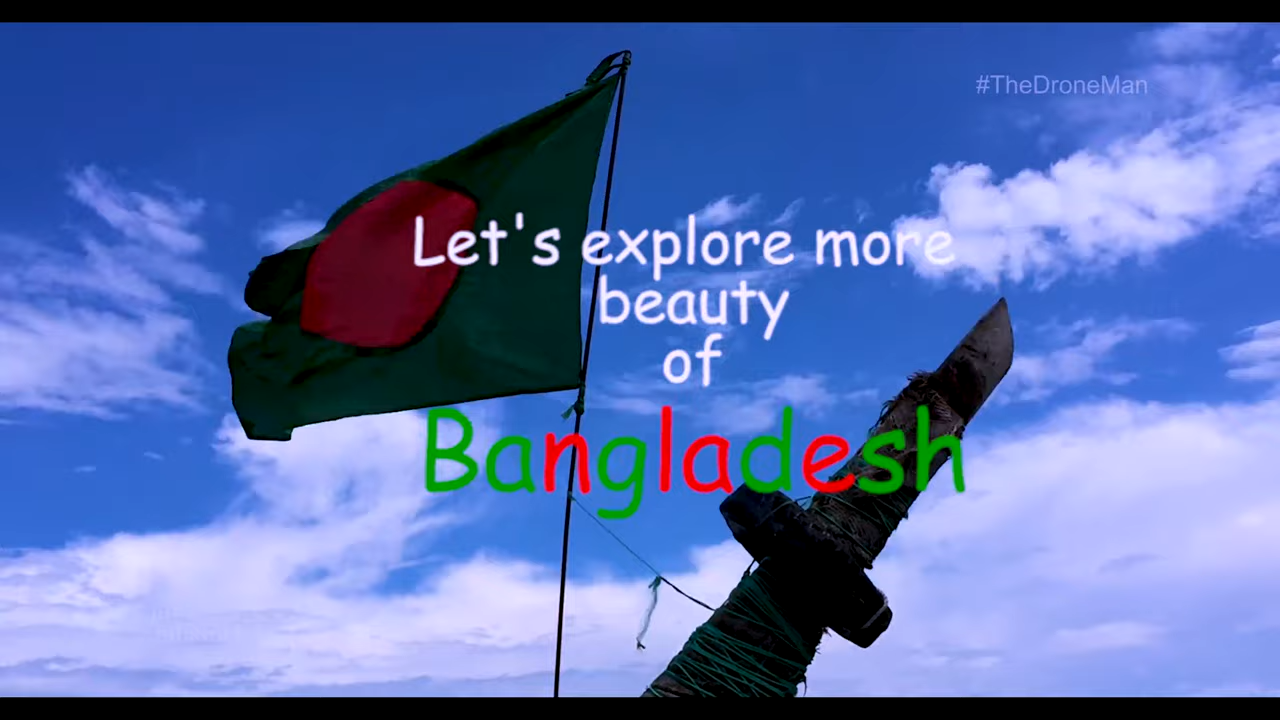 #TheDroneMan
Let's explore more
beauty
of
Bangladesh